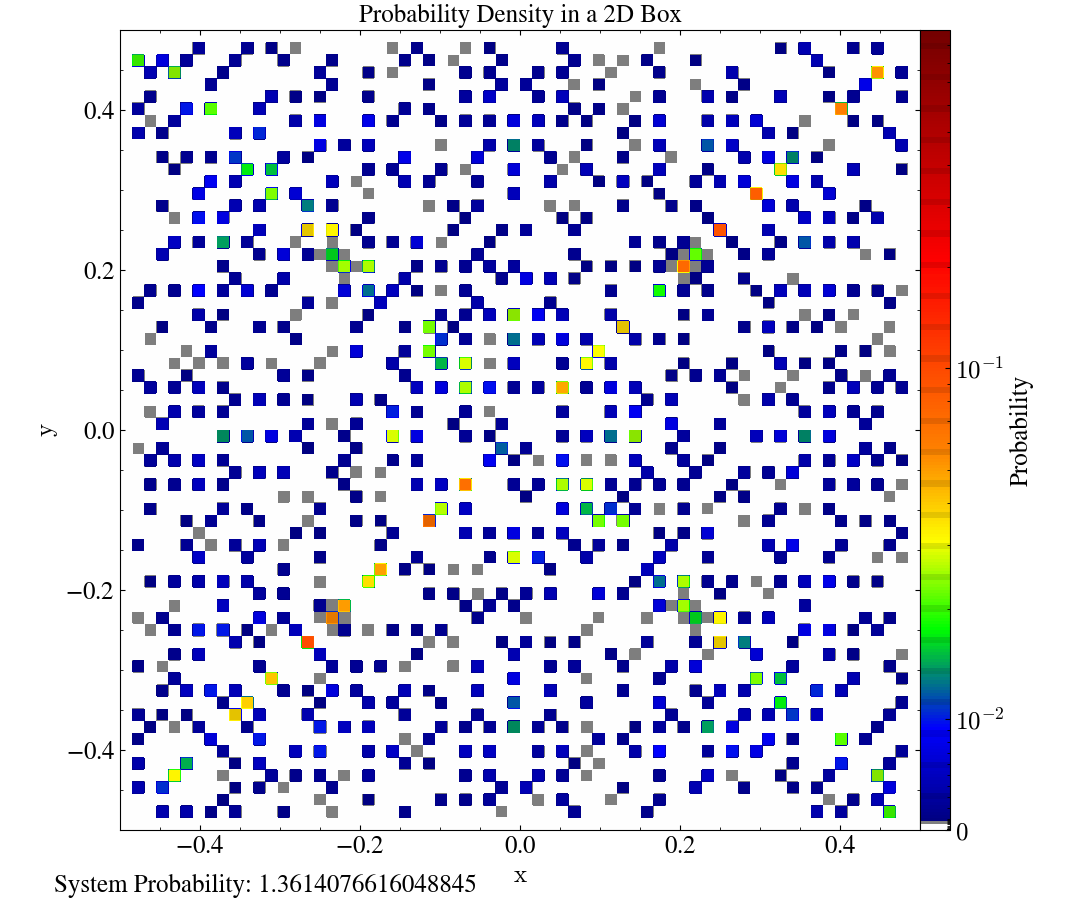 Probability Density in a 2D Box
0.4
0.2
0.0
−0.2
−0.4
y
−0.4 −0.2 0.0 0.2 0.4
x
10−1
10−2
0
Probability
System Probability: 1.3614076616048845